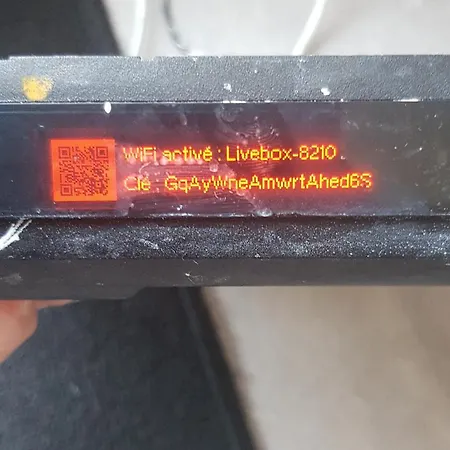 WiFi activé : Livebox-8210
Clé : GqAyWneAmwrtAhed6S